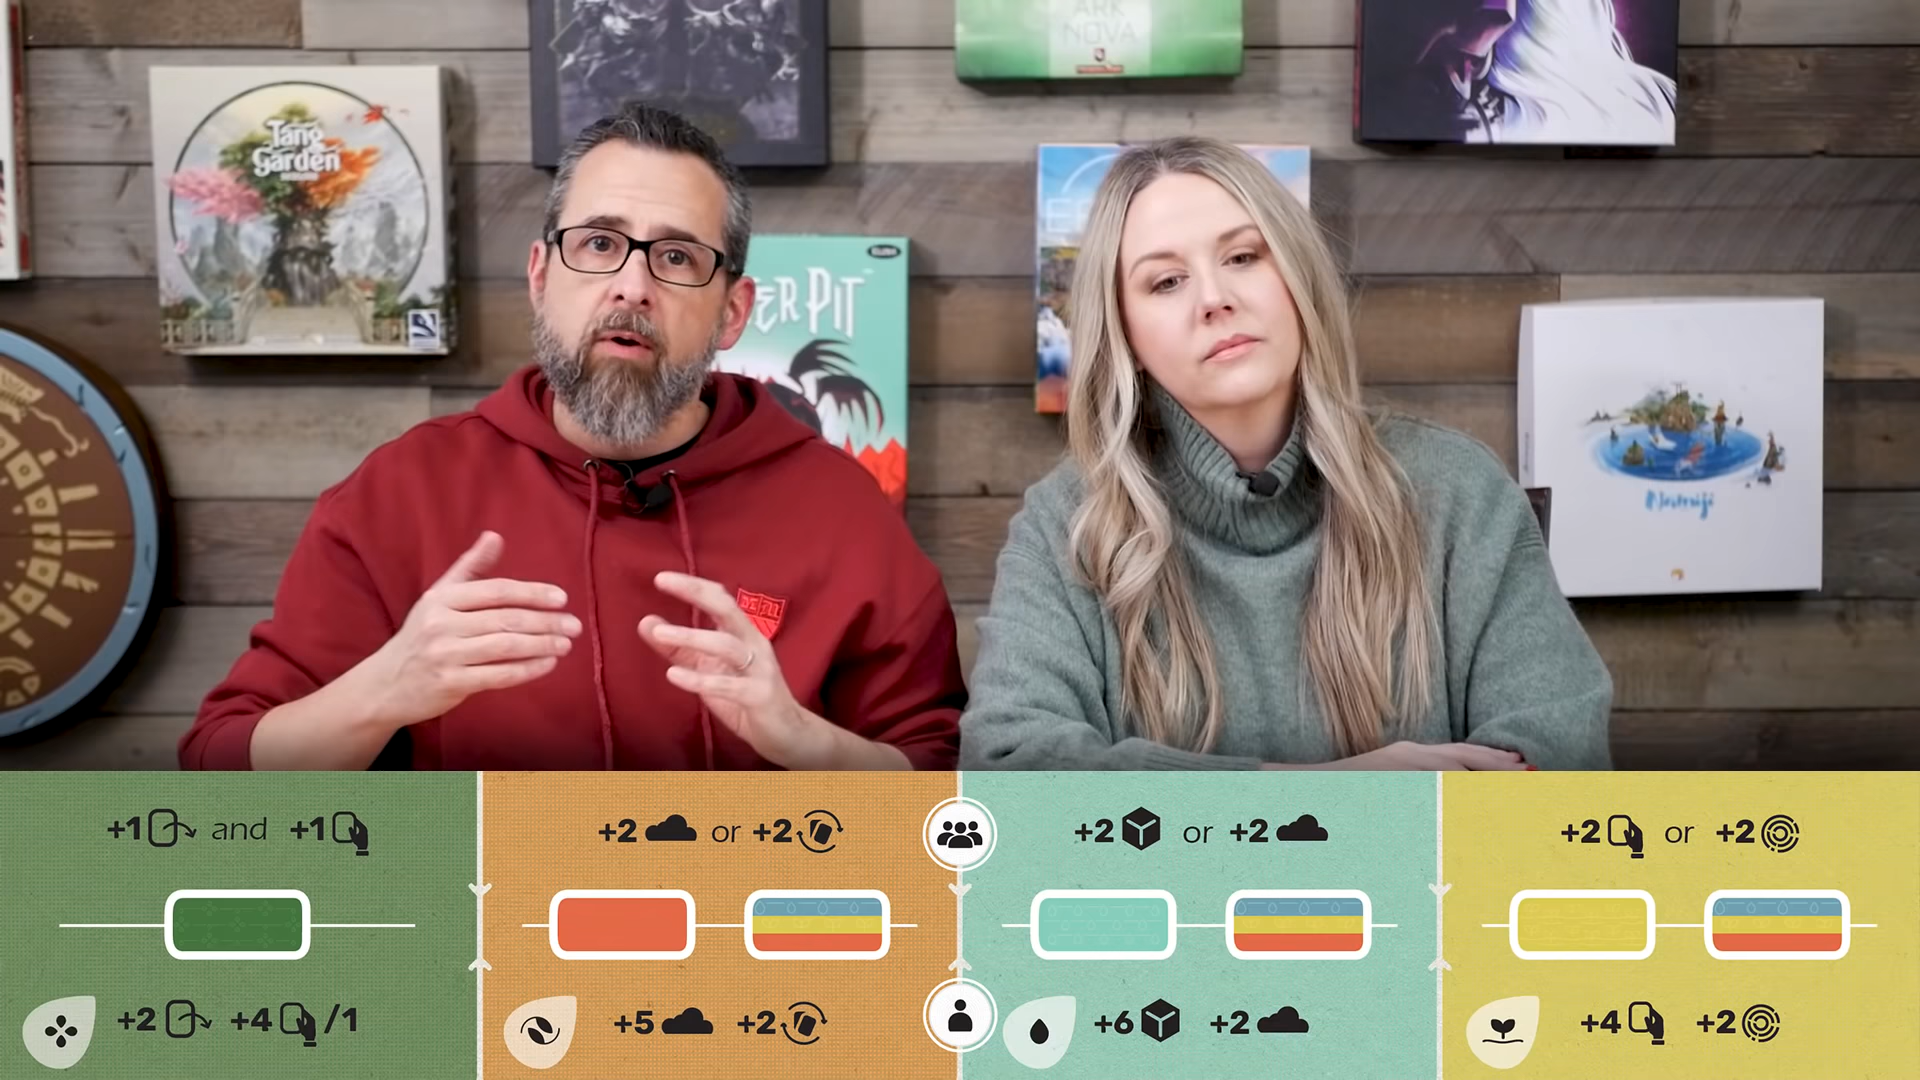 ARK
NOVA
Tang
Garden
ER PIT
+1 and +1
+2 or +2
+2 or +2
+2 or +2
+2 +4 /1
+5 +2
+6 +2
+4 +2